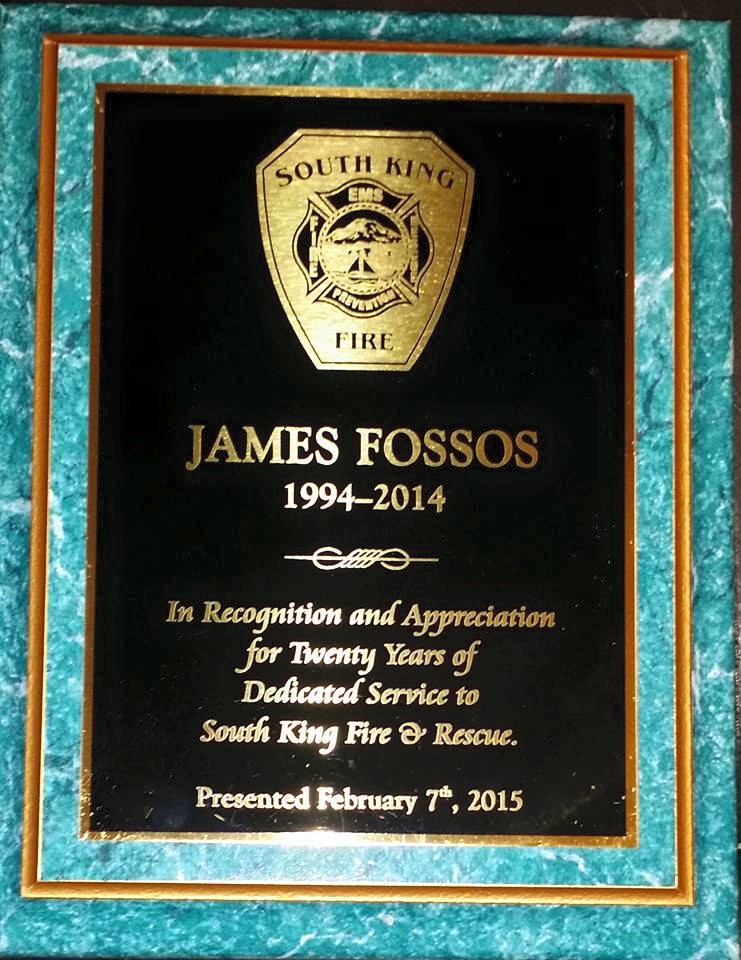 SOUTH KING
EMS
FIRE
PREVENTION
FIRE
JAMES FOSSOS
1994–2014
In Recognition and Appreciation
for Twenty Years of
Dedicated Service to
South King Fire & Rescue.
Presented February 7th, 2015